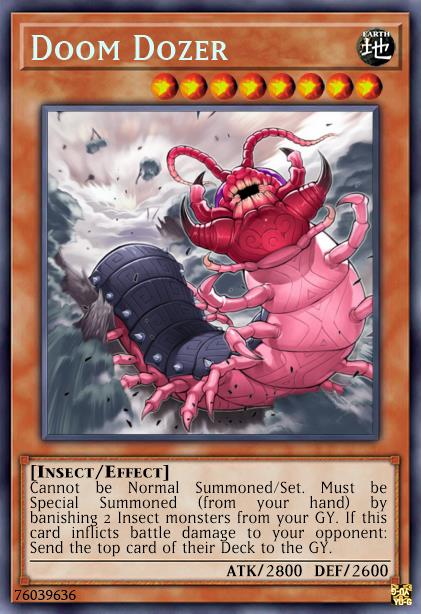 Doom Dozer
EARTH
地
[Insect/Effect]
Cannot be Normal Summoned/Set. Must be
Special Summoned (from your hand) by
banishing 2 Insect monsters from your GY. If this
card inflicts battle damage to your opponent:
Send the top card of their Deck to the GY.
ATK/2800 DEF/2600
76039636